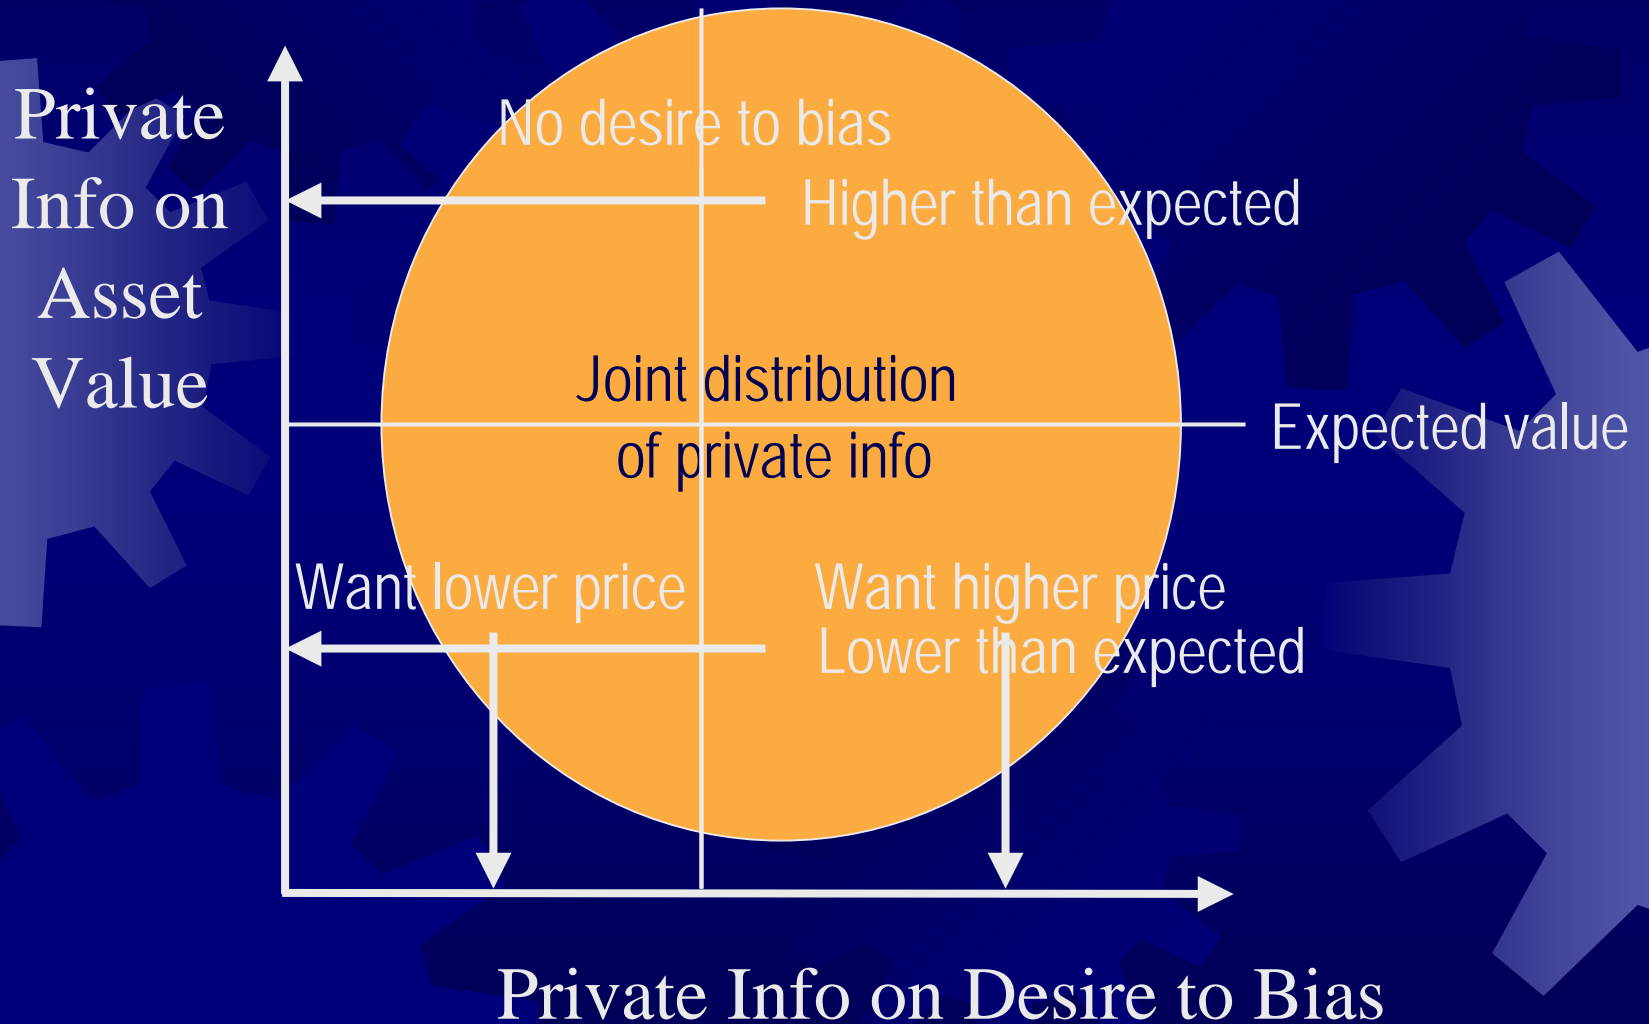 Private
Info on
Asset
Value
No desire to bias
Higher than expected
Joint distribution
of private info
Expected value
Want lower price
Want higher price
Lower than expected
Private Info on Desire to Bias